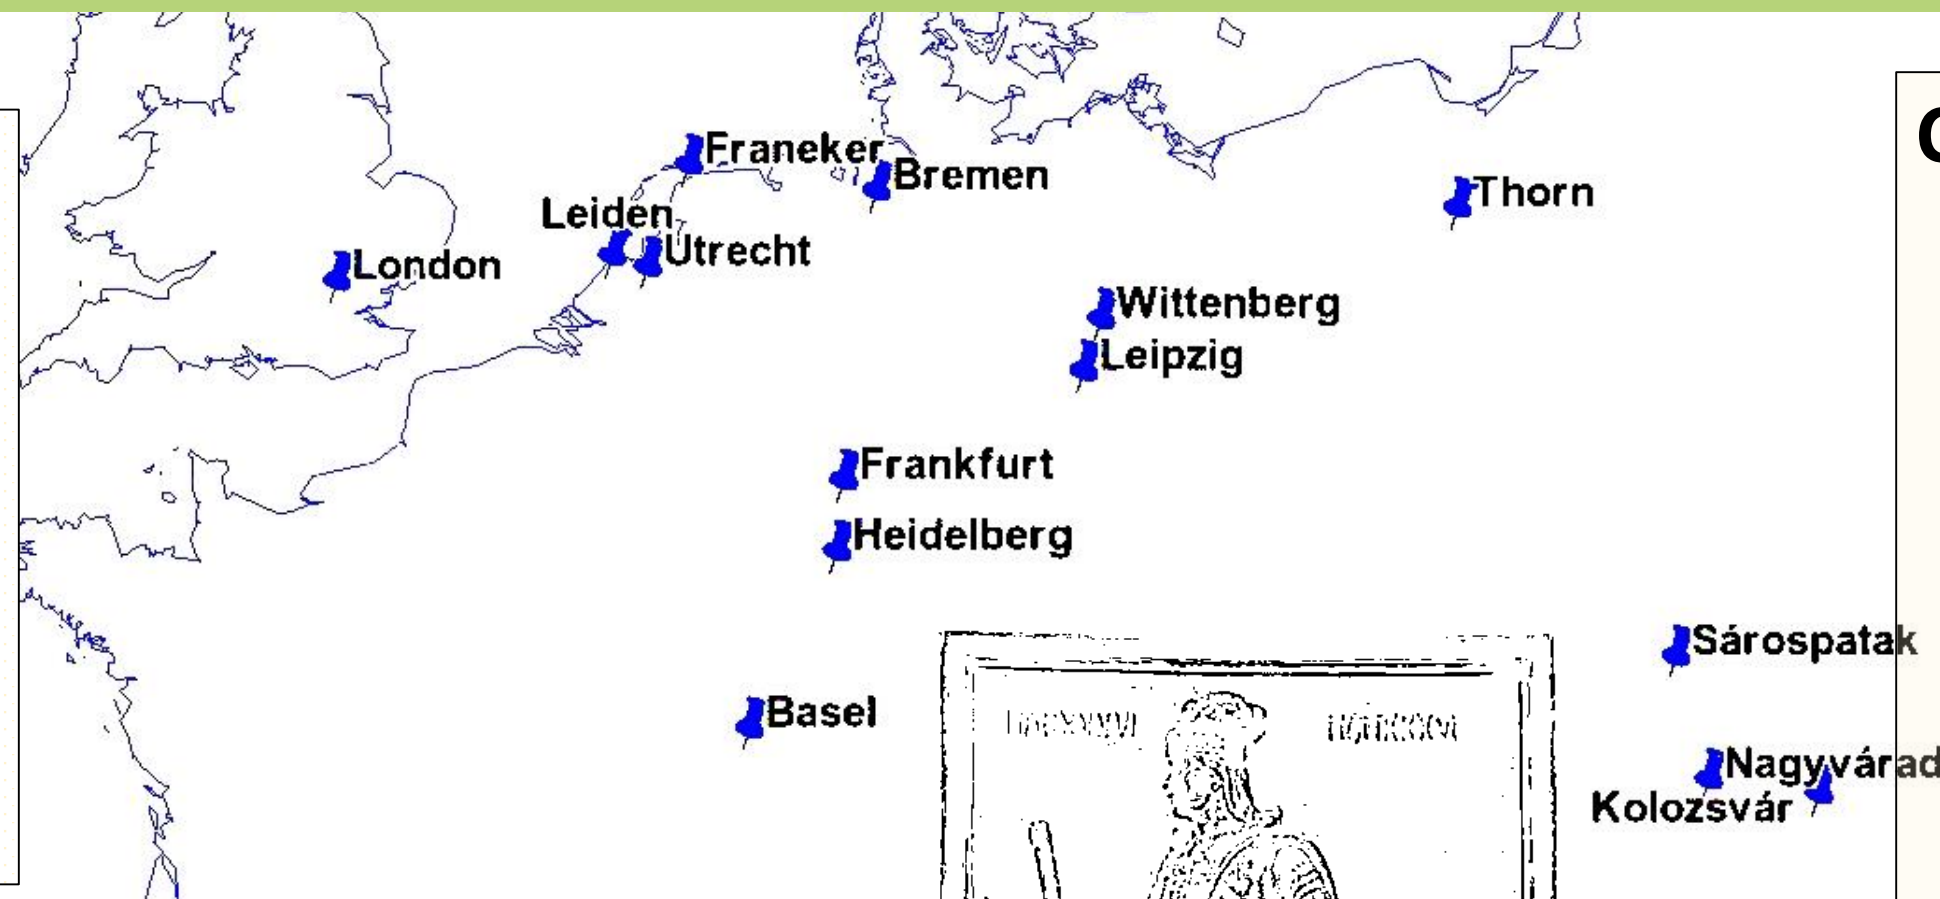 Franeker
Bremen
Thorn
Leiden
Utrecht
London
Wittenberg
Leipzig
Frankfurt
Heidelberg
Sárospatak
Basel
Nagyvárad
Kolozsvár